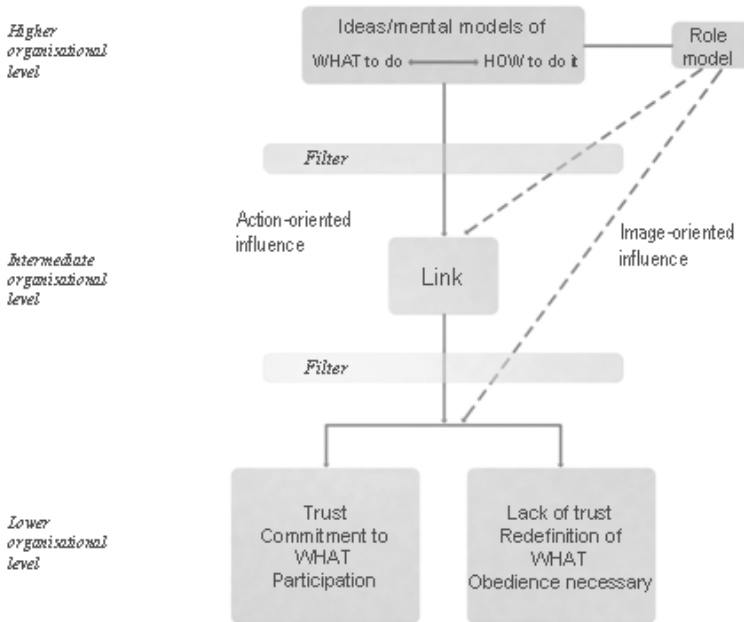 Higher
organisational
level
Ideas/mental models of
WHAT to do HOW to do it
Role
model
Filter
Action-oriented
influence
Image-oriented
influence
Intermediate
organisational
level
Link
Filter
Lower
organisational
level
Trust
Commitment to
WHAT
Participation
Lack of trust
Redefinition of
WHAT
Obedience necessary